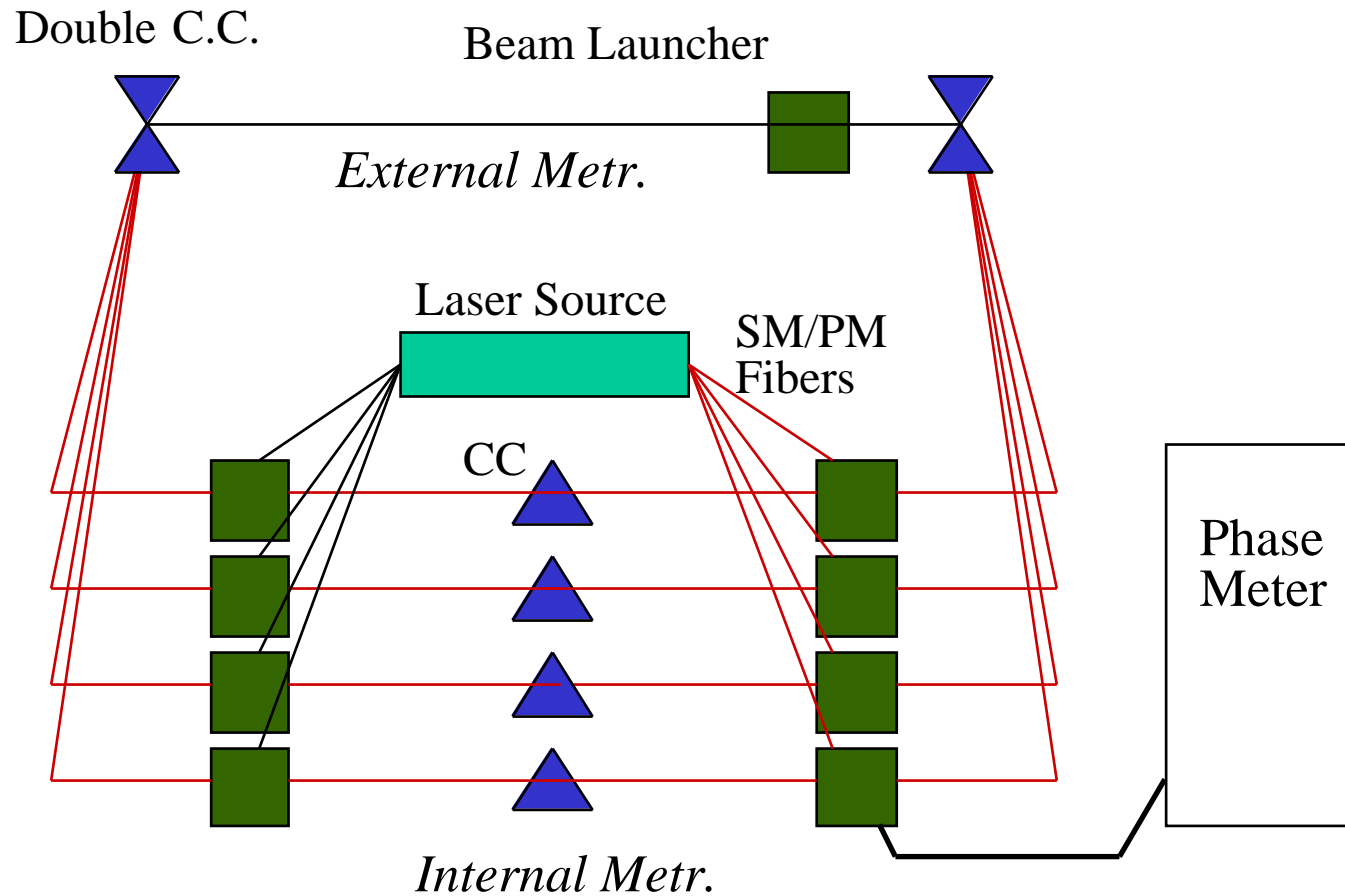 Double C.C.
Beam Launcher
External Metr.
Laser Source
SM/PM
Fibers
CC
Phase
Meter
Internal Metr.